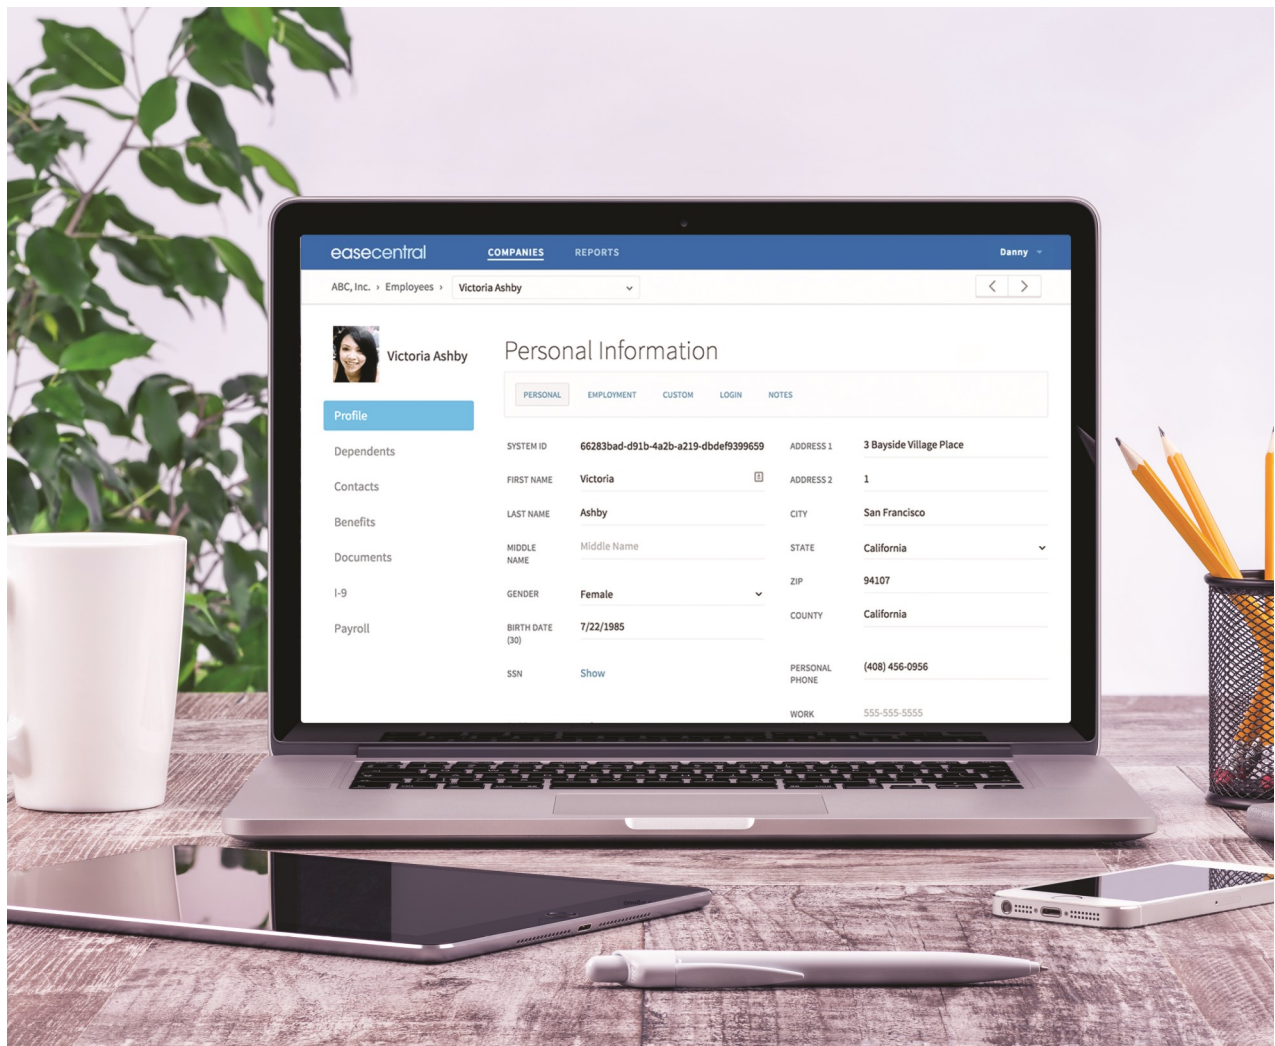 easecentral COMPANIES REPORTS Danny
ABC, Inc. › Employees › Victoria Ashby
Victoria Ashby
Personal Information
PERSONAL EMPLOYMENT CUSTOM LOGIN NOTES
Profile
Dependents
Contacts
Benefits
Documents
I-9
Payroll
SYSTEM ID 66283bad-d91b-4a2b-a219-dbdef9399659
FIRST NAME Victoria
LAST NAME Ashby
MIDDLE NAME Middle Name
GENDER Female
BIRTH DATE (30) 7/22/1985
SSN Show
ADDRESS 1 3 Bayside Village Place
ADDRESS 2 1
CITY San Francisco
STATE California
ZIP 94107
COUNTY California
PERSONAL PHONE (408) 456-0956
WORK 555-555-5555